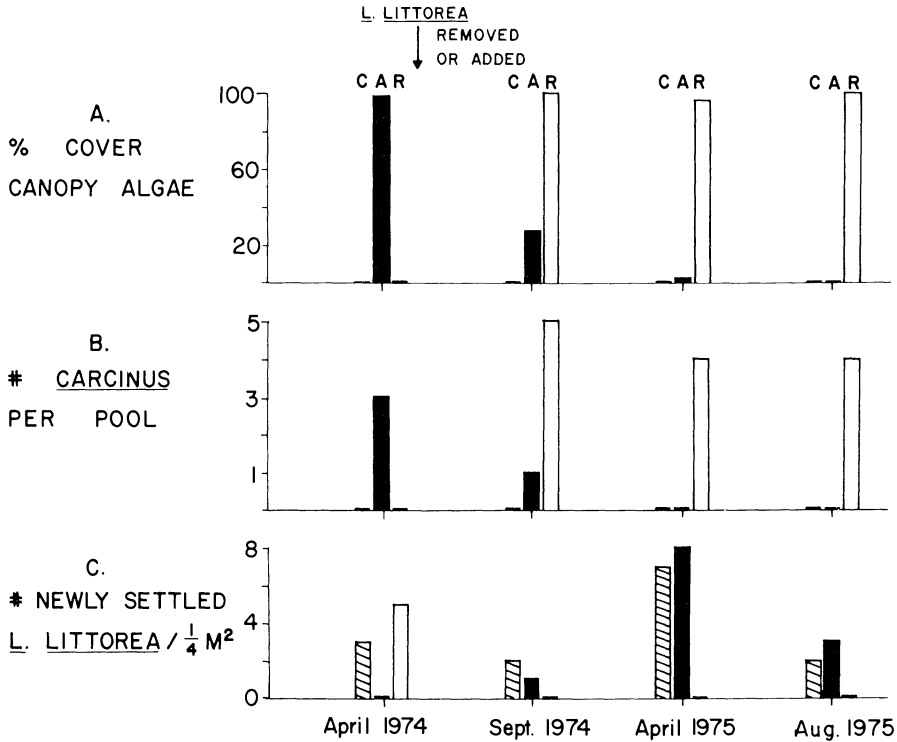 L. LITTOREA
REMOVED
OR ADDED
C A R C A R C A R C A R
A.
% COVER
CANOPY ALGAE
100
60
20
B.
# CARCINUS
PER POOL
5
3
1
C.
# NEWLY SETTLED
L. LITTOREA / 1/4 M²
8
4
0
April 1974 Sept. 1974 April 1975 Aug. 1975